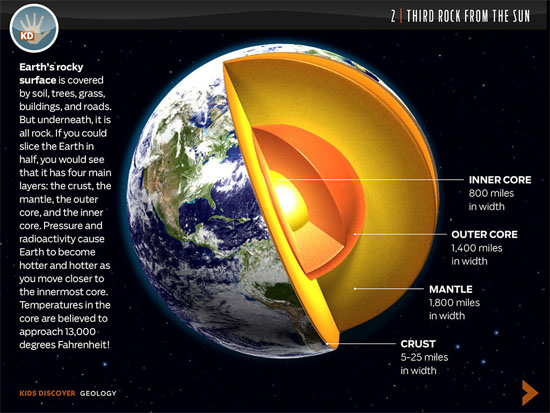 KD
2 | THIRD ROCK FROM THE SUN
Earth's rocky
surface is covered
by soil, trees, grass,
buildings, and roads.
But underneath, it is
all rock. If you could
slice the Earth in
half, you would see
that it has four main
layers: the crust, the
mantle, the outer
core, and the inner
core. Pressure and
radioactivity cause
Earth to become
hotter and hotter as
you move closer to
the innermost core.
Temperatures in the
core are believed to
approach 13,000
degrees Fahrenheit!
INNER CORE
800 miles
in width
OUTER CORE
1,400 miles
in width
MANTLE
1,800 miles
in width
CRUST
5-25 miles
in width
KIDS DISCOVER GEOLOGY